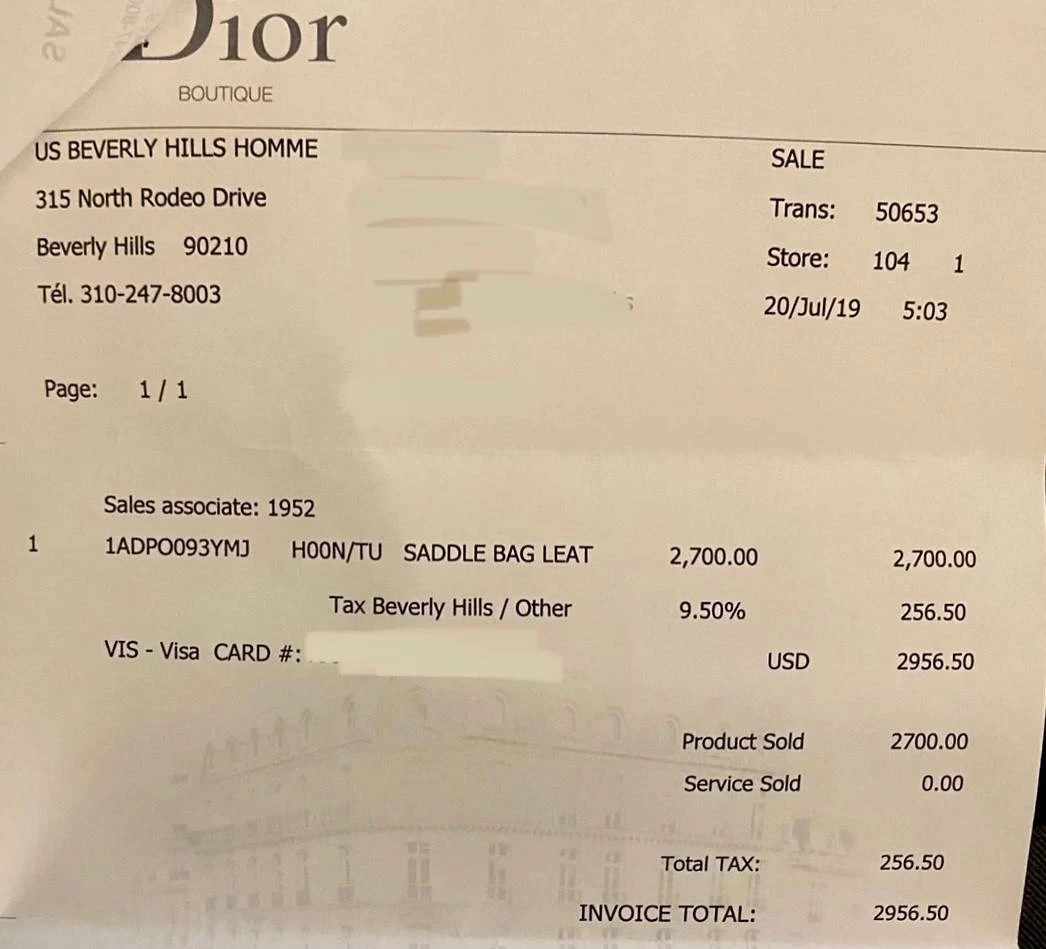 Dior
BOUTIQUE
US BEVERLY HILLS HOMME
315 North Rodeo Drive
Beverly Hills 90210
Tél. 310-247-8003
SALE
Trans: 50653
Store: 104 1
20/Jul/19 5:03
Page: 1 / 1
Sales associate: 1952
1 1ADPO093YMJ H00N/TU SADDLE BAG LEAT 2,700.00 2,700.00
Tax Beverly Hills / Other 9.50% 256.50
VIS - Visa CARD #:
USD 2956.50
Product Sold 2700.00
Service Sold 0.00
Total TAX: 256.50
INVOICE TOTAL: 2956.50